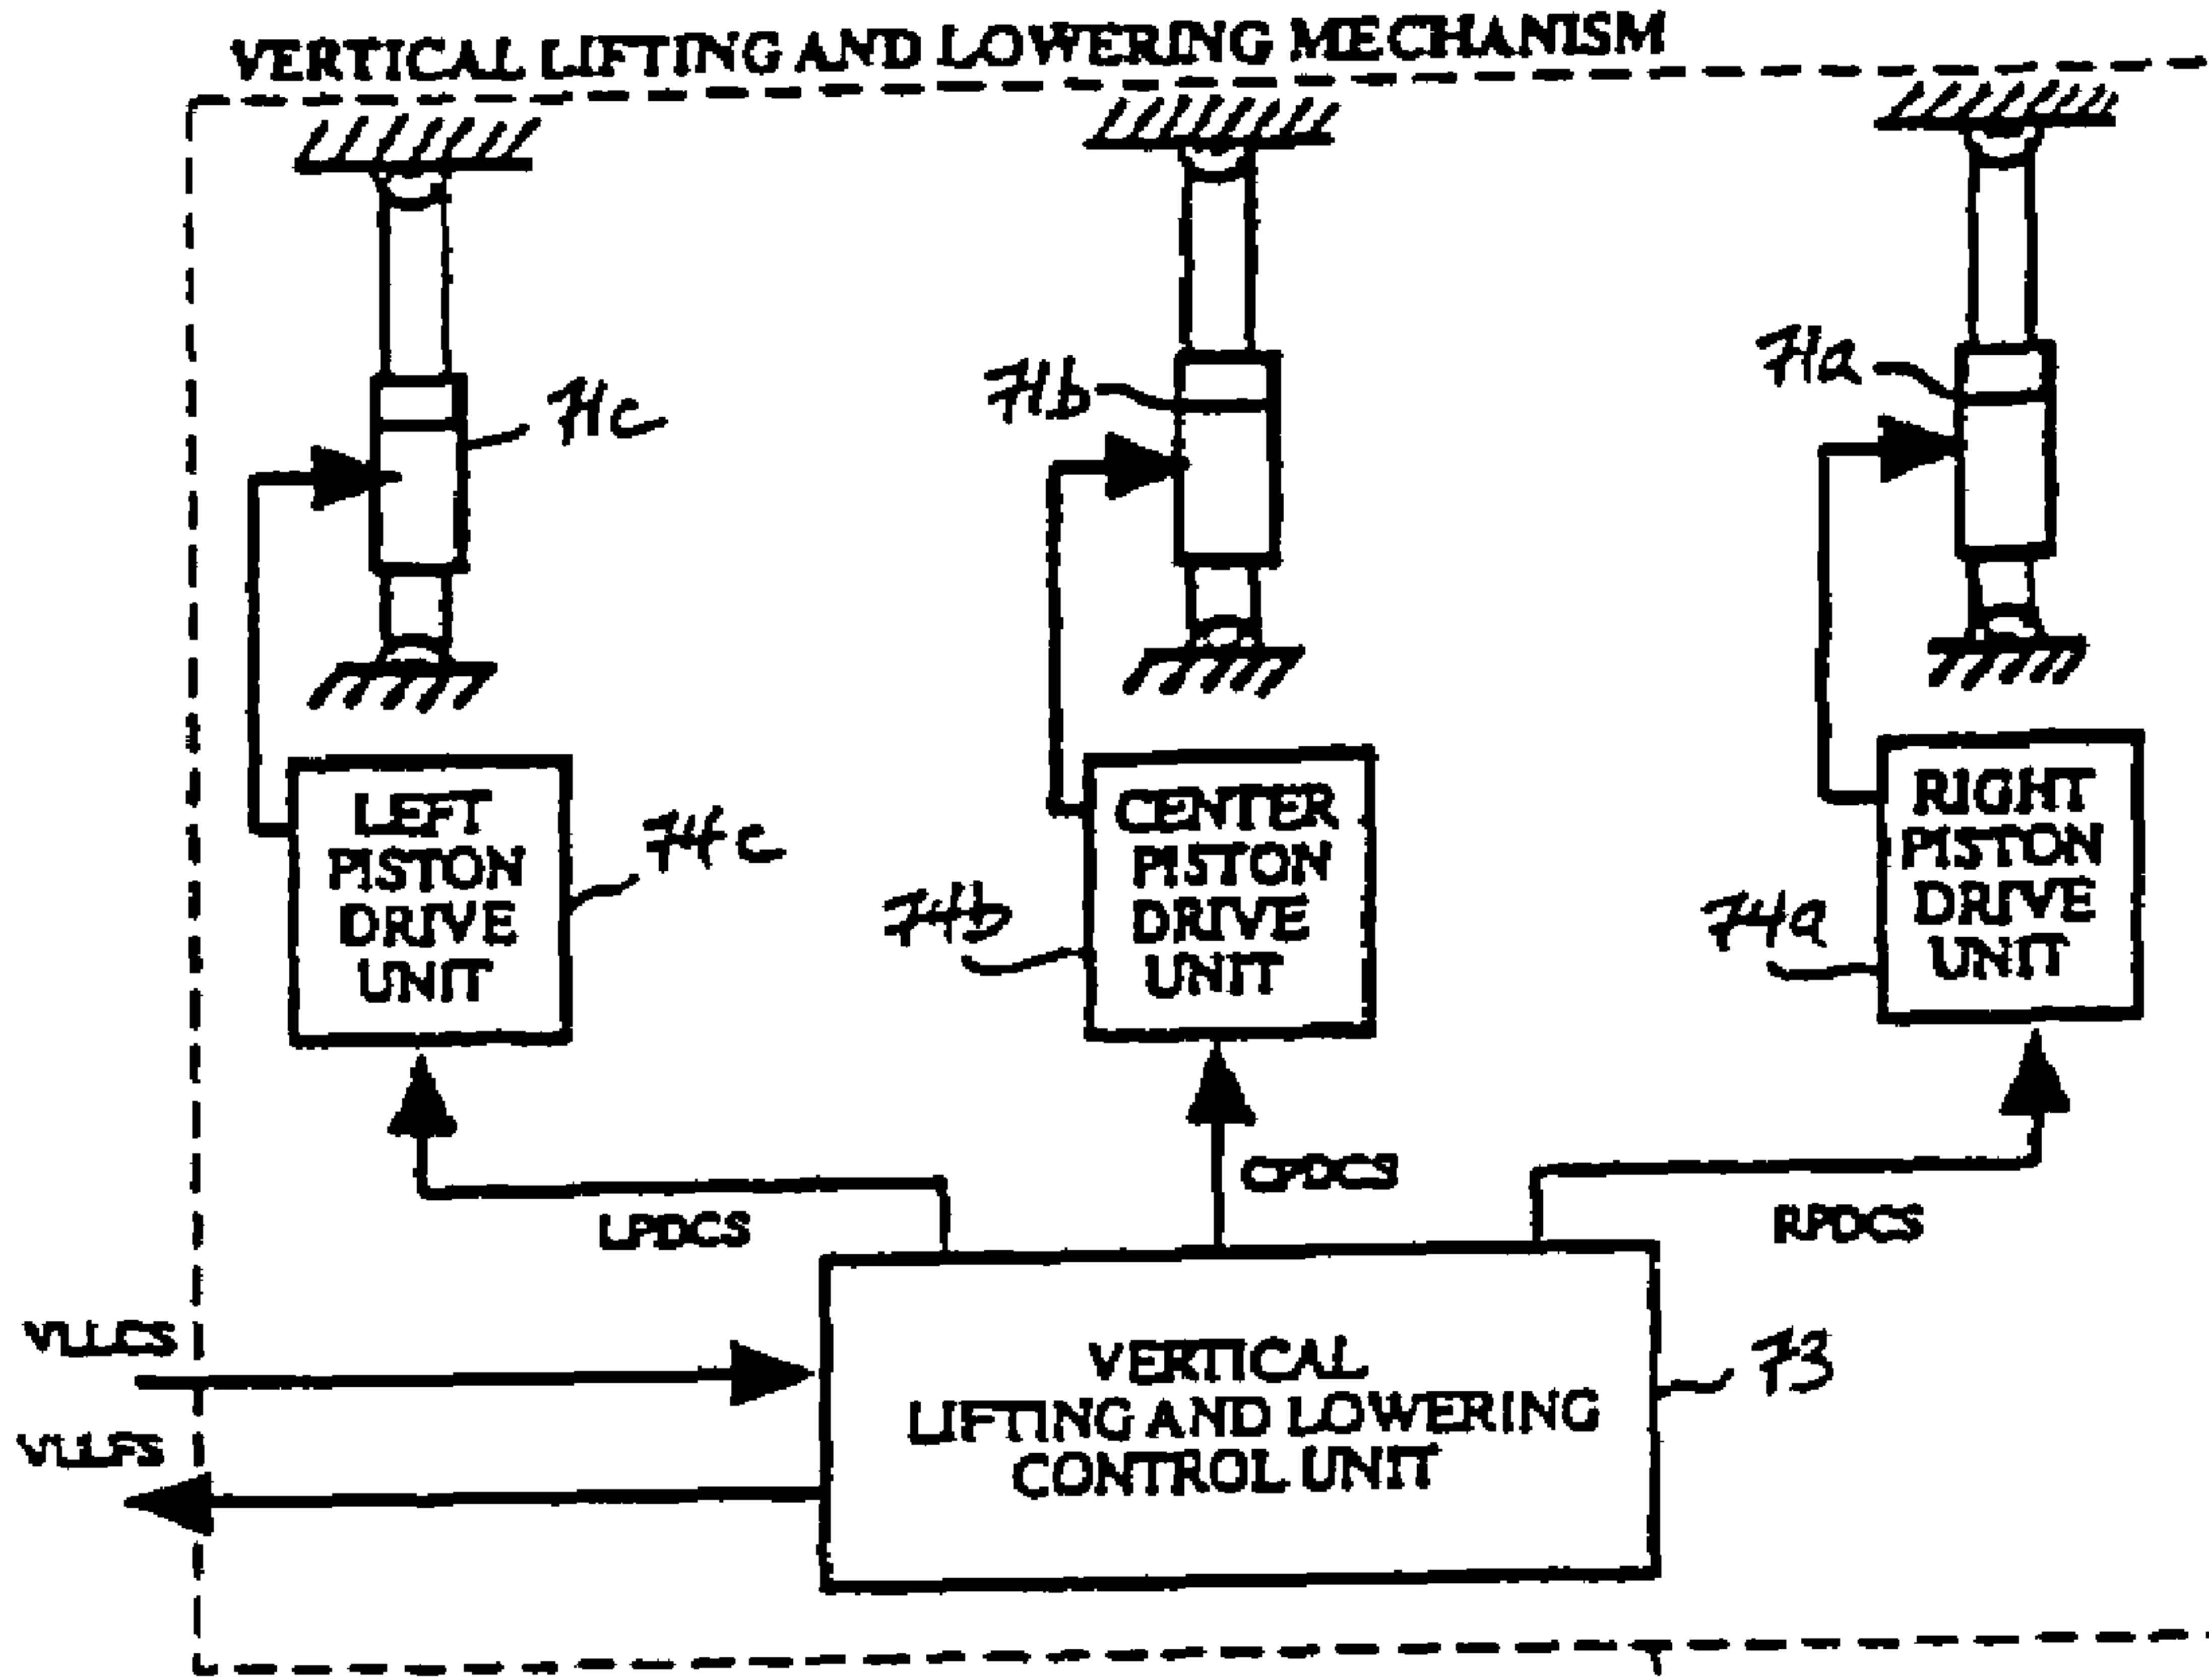 VERTICAL LIFTING AND LOWERING MECHANISM
71c
71b
71a
LEFT
PISTON
DRIVE
UNIT
74c
CENTER
PISTON
DRIVE
UNIT
74b
RIGHT
PISTON
DRIVE
UNIT
74a
LPDCS
CPDCS
RPDCS
VLLCS
VLLFS
VERTICAL
LIFTING AND LOWERING
CONTROL UNIT
73